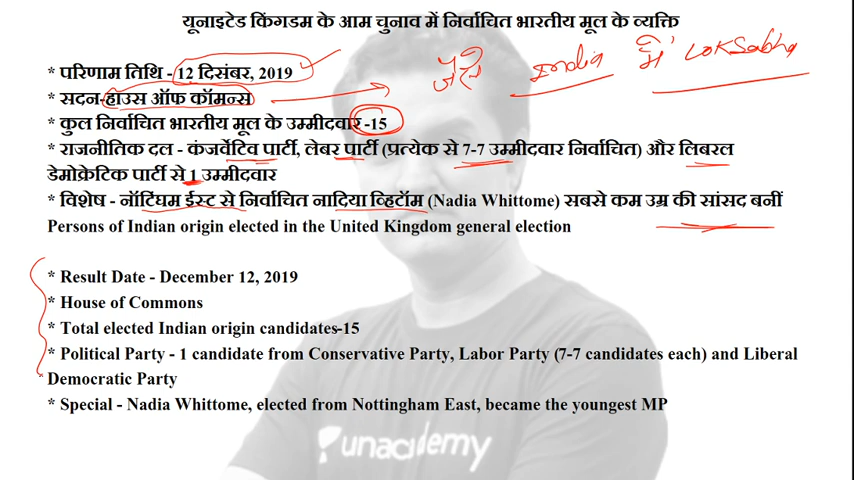 यूनाइटेड किंगडम के आम चुनाव में निर्वाचित भारतीय मूल के व्यक्ति
India में Loksabha
* परिणाम तिथि - 12 दिसंबर, 2019
* सदन-हाउस ऑफ कॉमन्स
* कुल निर्वाचित भारतीय मूल के उम्मीदवार -15
* राजनीतिक दल - कंजर्वेटिव पार्टी, लेबर पार्टी (प्रत्येक से 7-7 उम्मीदवार निर्वाचित) और लिबरल
डेमोक्रेटिक पार्टी से 1 उम्मीदवार
* विशेष - नॉटिंघम ईस्ट से निर्वाचित नादिया व्हिटॉम (Nadia Whittome) सबसे कम उम्र की सांसद बनीं
Persons of Indian origin elected in the United Kingdom general election
* Result Date - December 12, 2019
* House of Commons
* Total elected Indian origin candidates-15
* Political Party - 1 candidate from Conservative Party, Labor Party (7-7 candidates each) and Liberal
Democratic Party
* Special - Nadia Whittome, elected from Nottingham East, became the youngest MP
unacademy